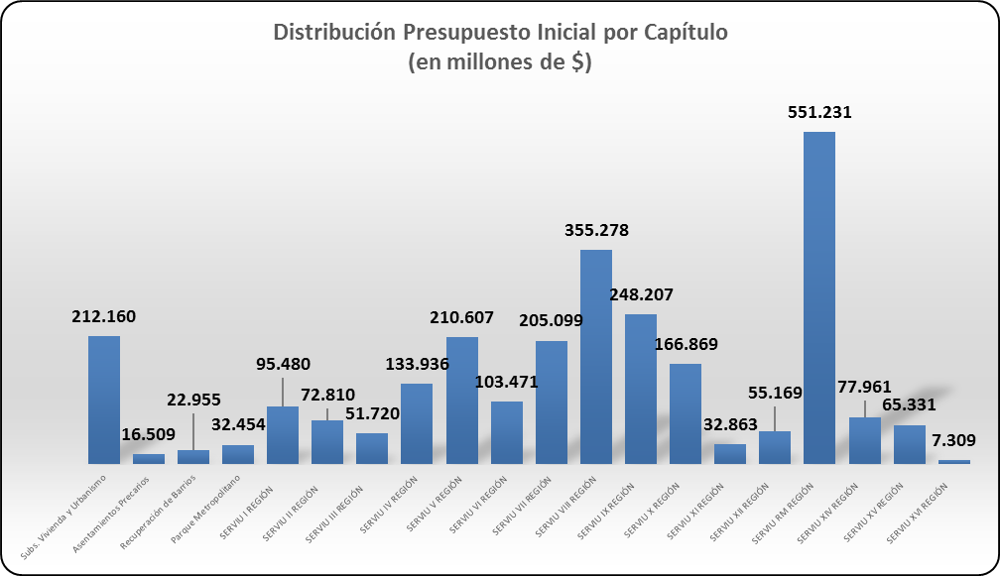 Distribución Presupuesto Inicial por Capítulo
(en millones de $)
212.160
16.509
22.955
32.454
95.480
72.810
51.720
133.936
210.607
103.471
205.099
355.278
248.207
166.869
32.863
55.169
551.231
77.961
65.331
7.309
Subs. Vivienda y Urbanismo
Asentamientos Precarios
Recuperación de Barrios
Parque Metropolitano
SERVIU I REGIÓN
SERVIU II REGIÓN
SERVIU III REGIÓN
SERVIU IV REGIÓN
SERVIU V REGIÓN
SERVIU VI REGIÓN
SERVIU VII REGIÓN
SERVIU VIII REGIÓN
SERVIU IX REGIÓN
SERVIU X REGIÓN
SERVIU XI REGIÓN
SERVIU XII REGIÓN
SERVIU RM REGIÓN
SERVIU XIV REGIÓN
SERVIU XV REGIÓN
SERVIU XVI REGIÓN